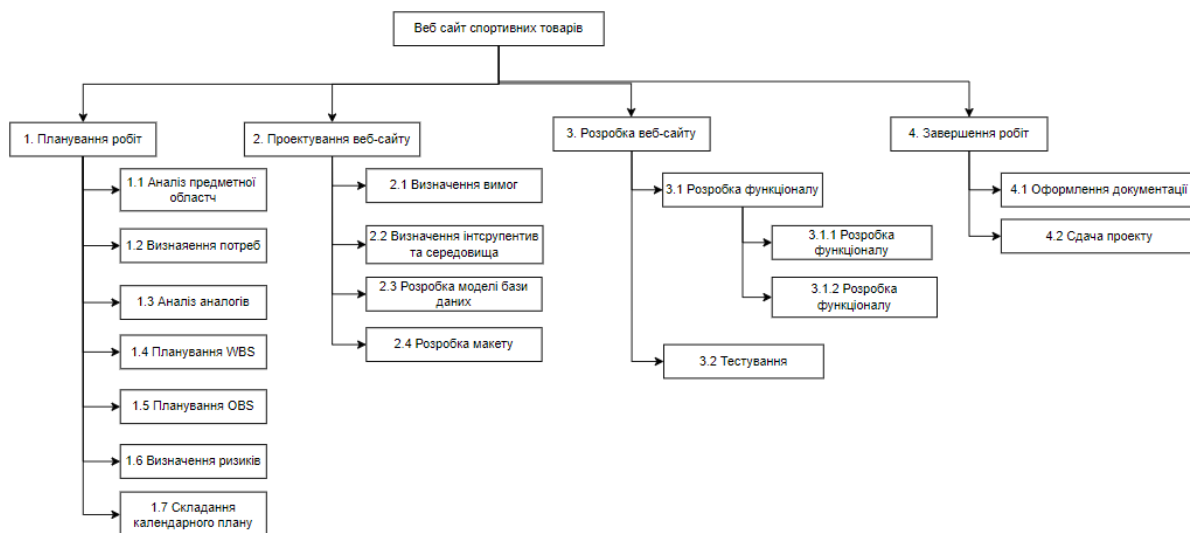 Веб сайт спортивних товарів
1. Планування робіт
2. Проектування веб-сайту
3. Розробка веб-сайту
4. Завершення робіт
1.1 Аналіз предметної
областч
1.2 Визнаяення потреб
1.3 Аналіз аналогів
1.4 Планування WBS
1.5 Планування OBS
1.6 Визначення ризиків
1.7 Складання
календарного плану
2.1 Визначення вимог
2.2 Визначення інтсрупентив
та середовища
2.3 Розробка моделі бази
даних
2.4 Розробка макету
3.1 Розробка функціоналу
3.1.1 Розробка
функціоналу
3.1.2 Розробка
функціоналу
3.2 Тестування
4.1 Оформлення документації
4.2 Сдача проекту